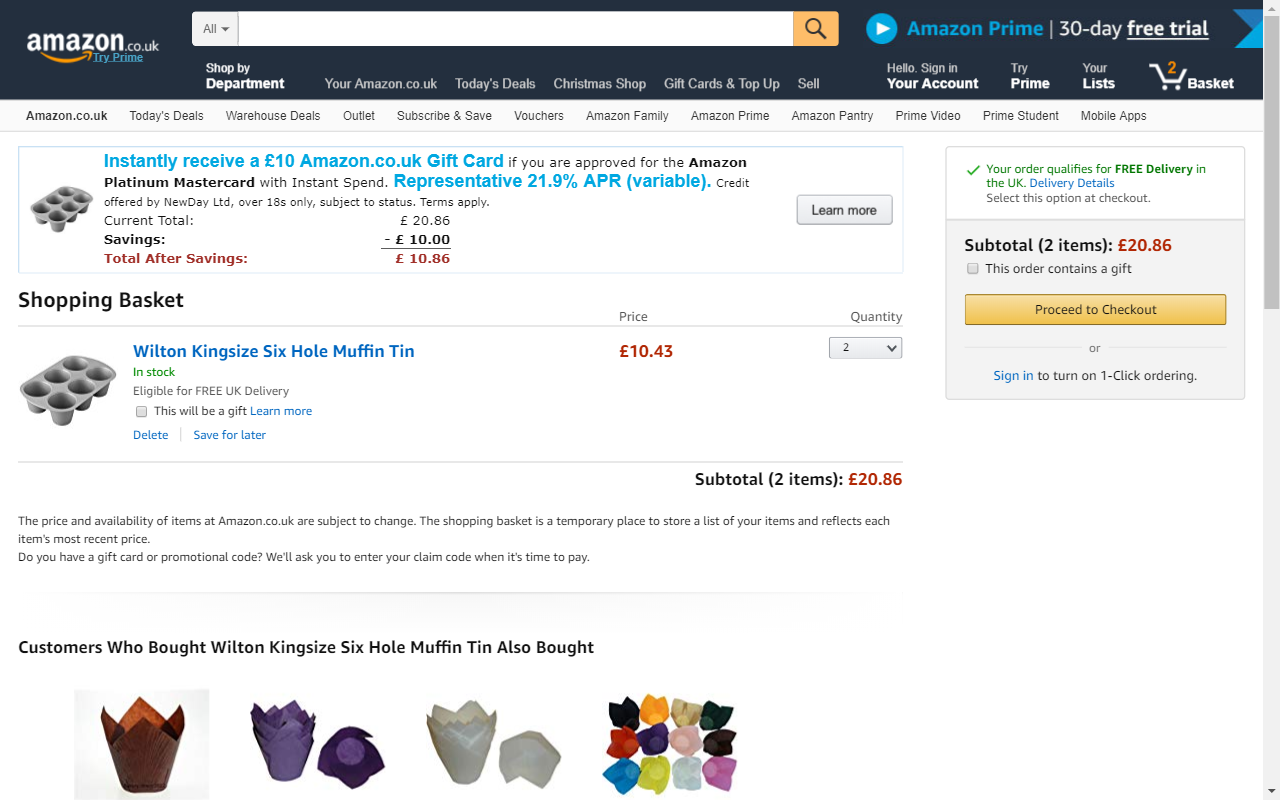 All
Amazon Prime | 30-day free trial
amazon.co.uk
Try Prime
Shop by
Department
Your Amazon.co.uk Today's Deals Christmas Shop Gift Cards & Top Up Sell
Hello. Sign in
Your Account
Try
Prime
Your
Lists
2
Basket
Amazon.co.uk Today's Deals Warehouse Deals Outlet Subscribe & Save Vouchers Amazon Family Amazon Prime Amazon Pantry Prime Video Prime Student Mobile Apps
Instantly receive a £10 Amazon.co.uk Gift Card if you are approved for the Amazon
Platinum Mastercard with Instant Spend. Representative 21.9% APR (variable). Credit
offered by NewDay Ltd, over 18s only, subject to status. Terms apply.
Current Total: £ 20.86
Savings: - £ 10.00
Total After Savings: £ 10.86
Learn more
Your order qualifies for FREE Delivery in
the UK. Delivery Details
Select this option at checkout.
Subtotal (2 items): £20.86
This order contains a gift
Proceed to Checkout
or
Sign in to turn on 1-Click ordering.
Shopping Basket
Price Quantity
Wilton Kingsize Six Hole Muffin Tin £10.43 2
In stock
Eligible for FREE UK Delivery
This will be a gift Learn more
Delete Save for later
Subtotal (2 items): £20.86
The price and availability of items at Amazon.co.uk are subject to change. The shopping basket is a temporary place to store a list of your items and reflects each
item's most recent price.
Do you have a gift card or promotional code? We'll ask you to enter your claim code when it's time to pay.
Customers Who Bought Wilton Kingsize Six Hole Muffin Tin Also Bought